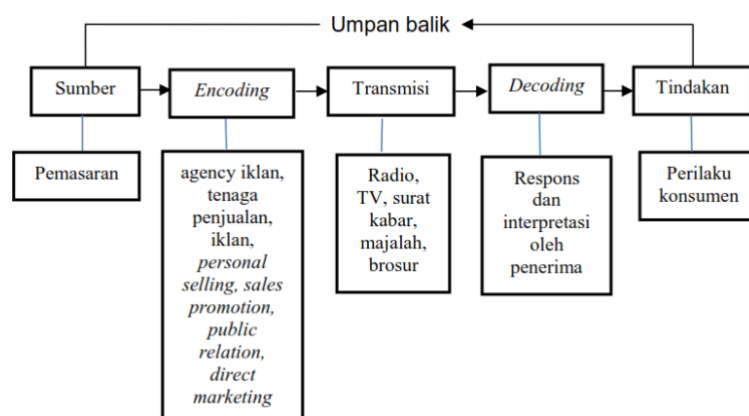 Umpan balik
Sumber
Encoding
Transmisi
Decoding
Tindakan
Pemasaran
agency iklan,
tenaga
penjualan,
iklan,
personal
selling, sales
promotion,
public
relation,
direct
marketing
Radio,
TV, surat
kabar,
majalah,
brosur
Respons
dan
interpretasi
oleh
penerima
Perilaku
konsumen